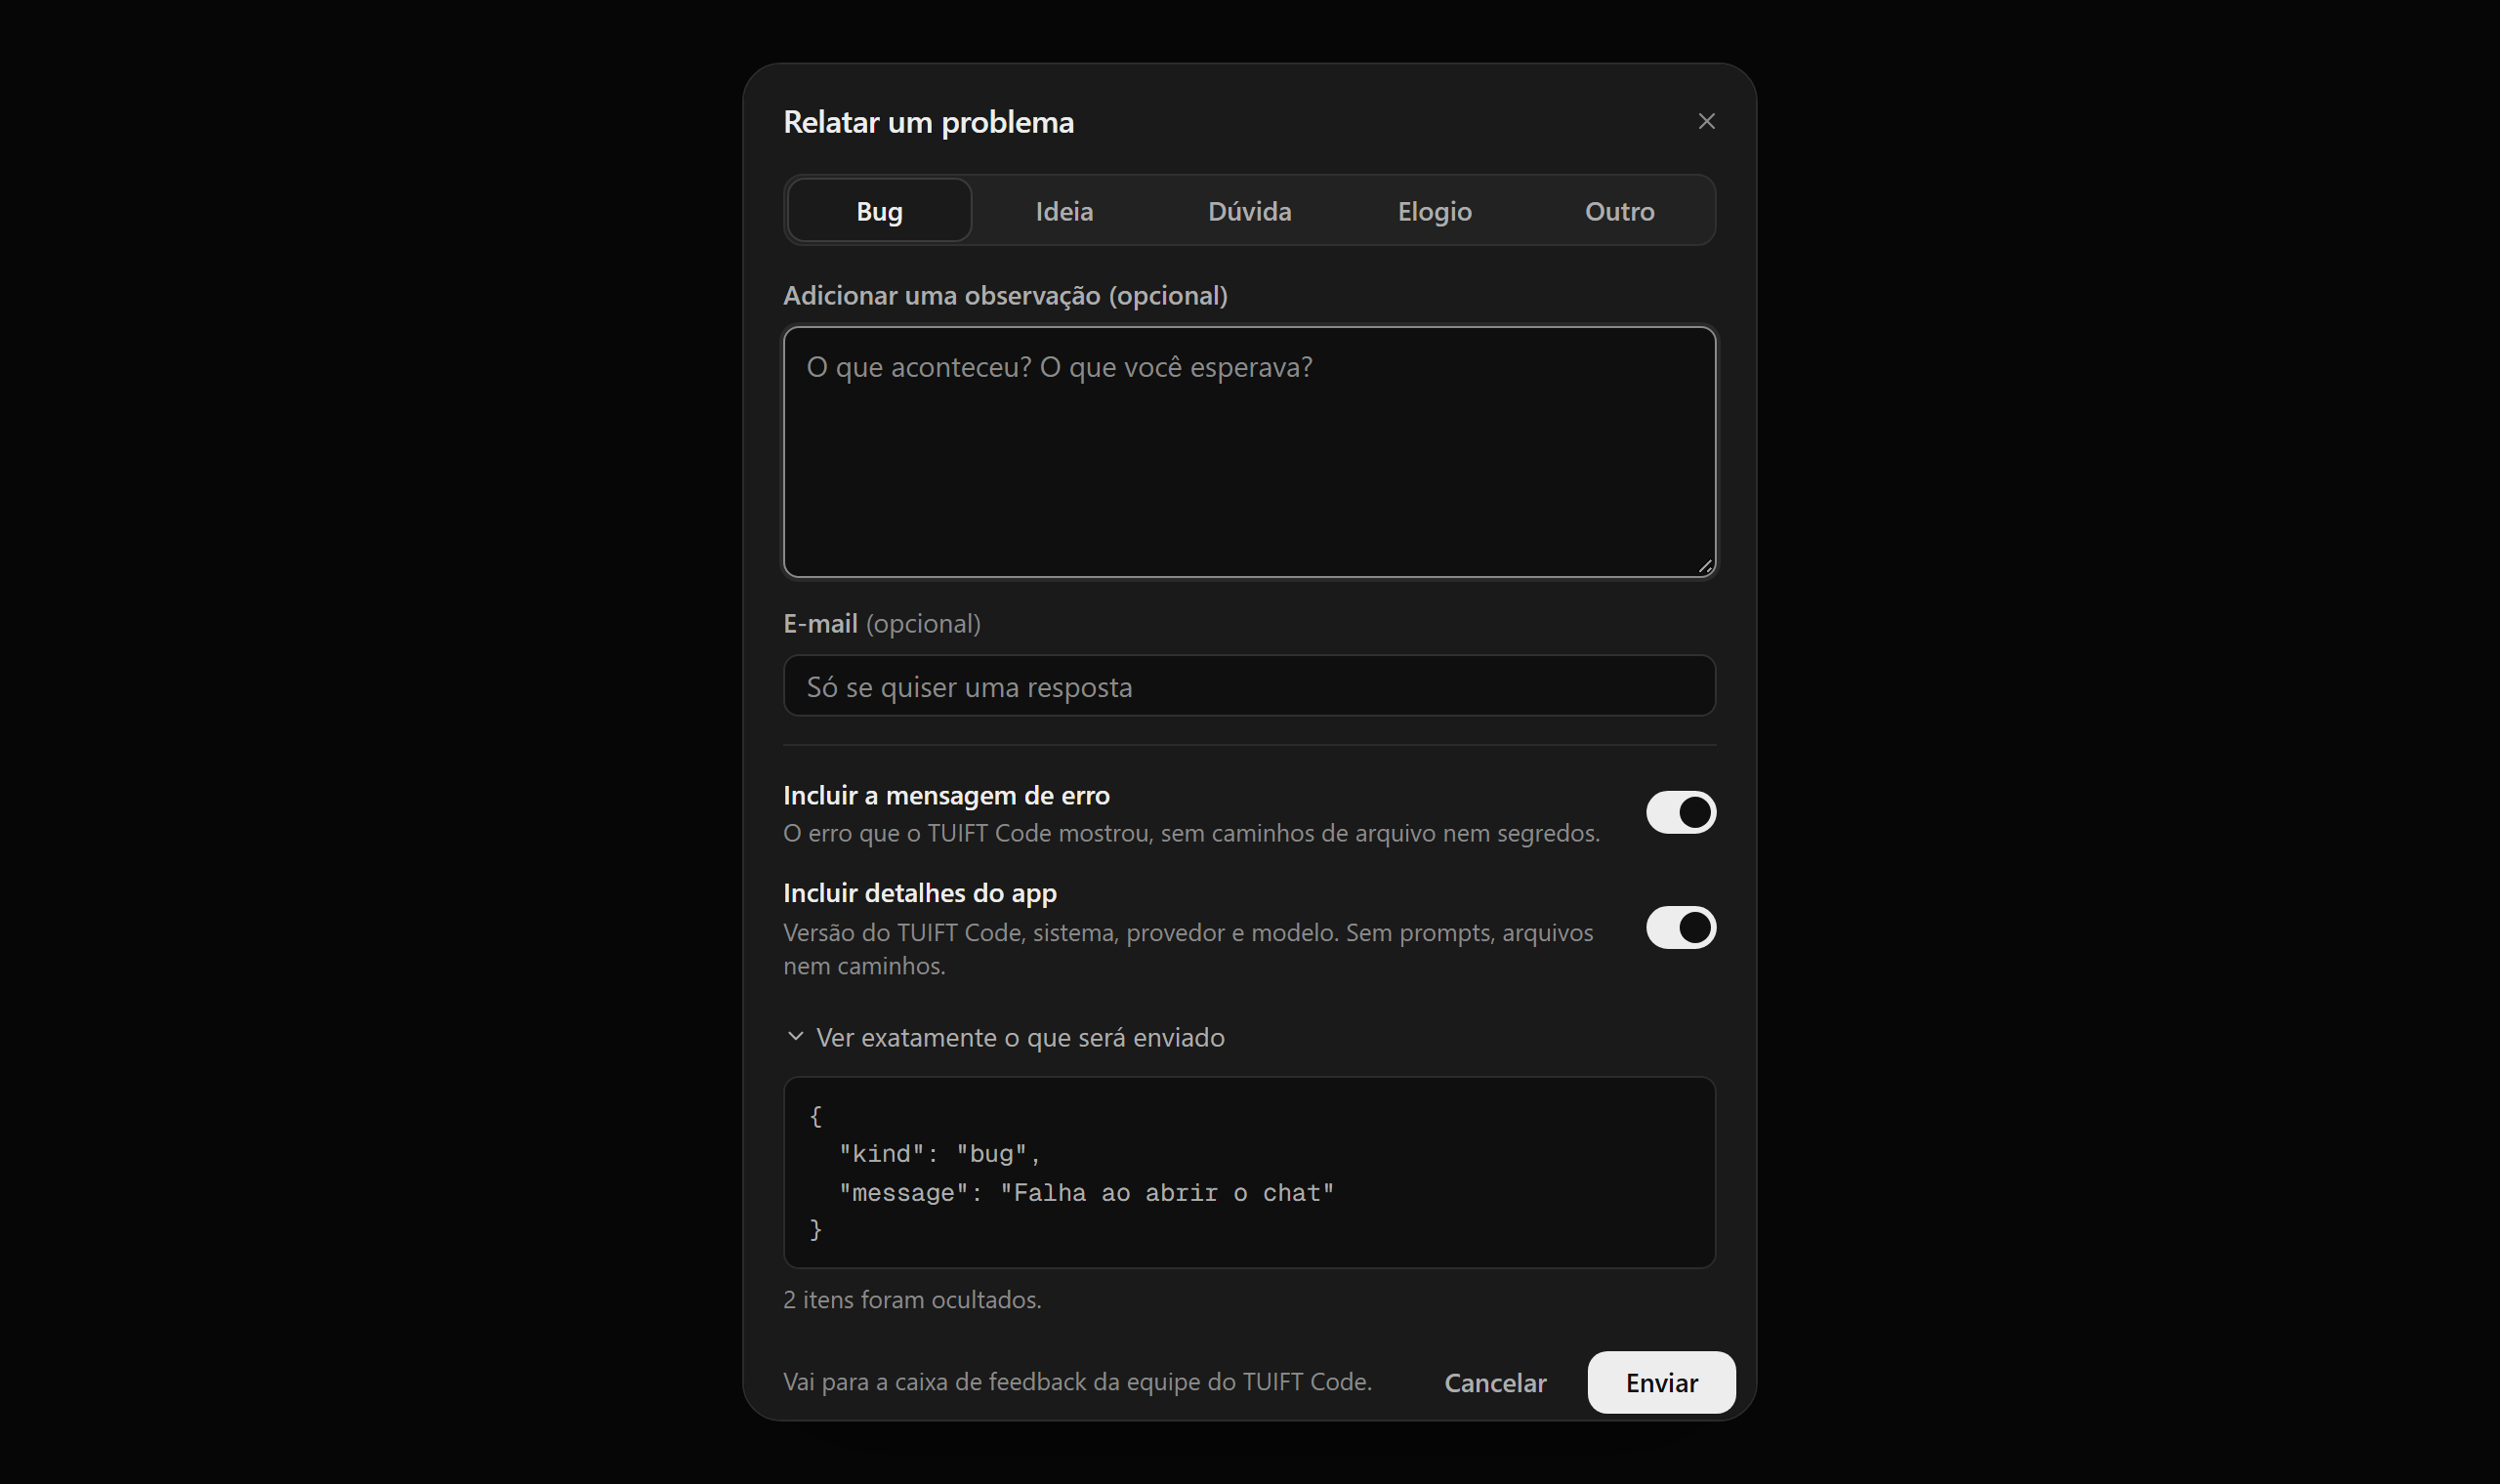 Relatar um problema
Bug
Ideia
Dúvida
Elogio
Outro
Adicionar uma observação (opcional)
O que aconteceu? O que você esperava?
E-mail (opcional)
Só se quiser uma resposta
Incluir a mensagem de erro
O erro que o TUIFT Code mostrou, sem caminhos de arquivo nem segredos.
Incluir detalhes do app
Versão do TUIFT Code, sistema, provedor e modelo. Sem prompts, arquivos
nem caminhos.
Ver exatamente o que será enviado
{
  "kind": "bug",
  "message": "Falha ao abrir o chat"
}
2 itens foram ocultados.
Vai para a caixa de feedback da equipe do TUIFT Code.
Cancelar
Enviar